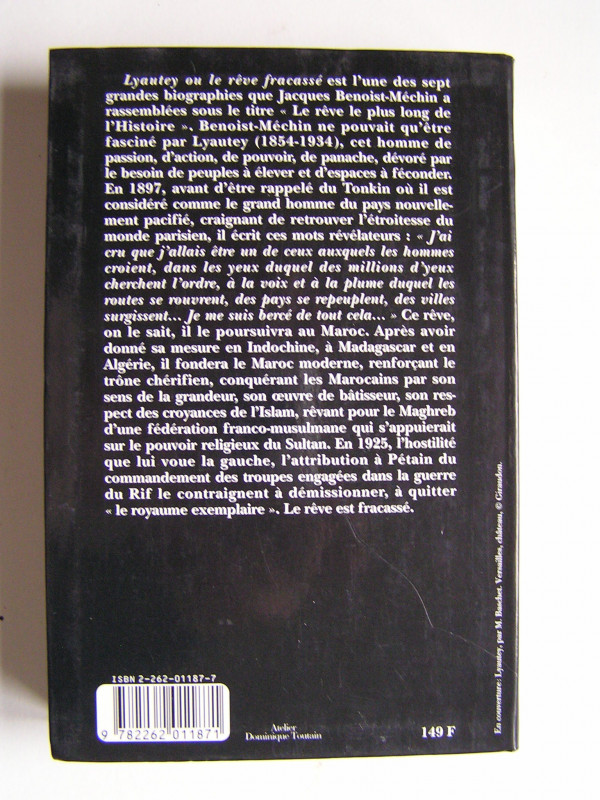 Lyautey ou le rêve fracassé est l'une des sept
grandes biographies que Jacques Benoist-Méchin a
rassemblées sous le titre « Le rêve le plus long de
l'Histoire ». Benoist-Méchin ne pouvait qu'être
fasciné par Lyautey (1854-1934), cet homme de
passion, d'action, de pouvoir, de panache, dévoré par
le besoin de peuples à élever et d'espaces à féconder.
En 1897, avant d'être rappelé du Tonkin où il est
considéré comme le grand homme du pays nouvelle-
ment pacifié, craignant de retrouver l'étroitesse du
monde parisien, il écrit ces mots révélateurs : « J'ai
cru que j'allais être un de ceux auxquels les hommes
croient, dans les yeux duquel des millions d'yeux
cherchent l'ordre, à la voix et à la plume duquel les
routes se rouvrent, des pays se repeuplent, des villes
surgissent... Je me suis bercé de tout cela... » Ce rêve,
on le sait, il le poursuivra au Maroc. Après avoir
donné sa mesure en Indochine, à Madagascar et en
Algérie, il fondera le Maroc moderne, renforçant le
trône chérifien, conquérant les Marocains par son
sens de la grandeur, son œuvre de bâtisseur, son res-
pect des croyances de l'Islam, rêvant pour le Maghreb
d'une fédération franco-musulmane qui s'appuierait
sur le pouvoir religieux du Sultan. En 1925, l'hostilité
que lui voue la gauche, l'attribution à Pétain du
commandement des troupes engagées dans la guerre
du Rif le contraignent à démissionner, à quitter
« le royaume exemplaire ». Le rêve est fracassé.
En couverture : Lyautey, par M. Baschet. Versailles, château, © Giraudon.
ISBN 2-262-01187-7
9 782262 011871
Atelier
Dominique Toutain
149 F